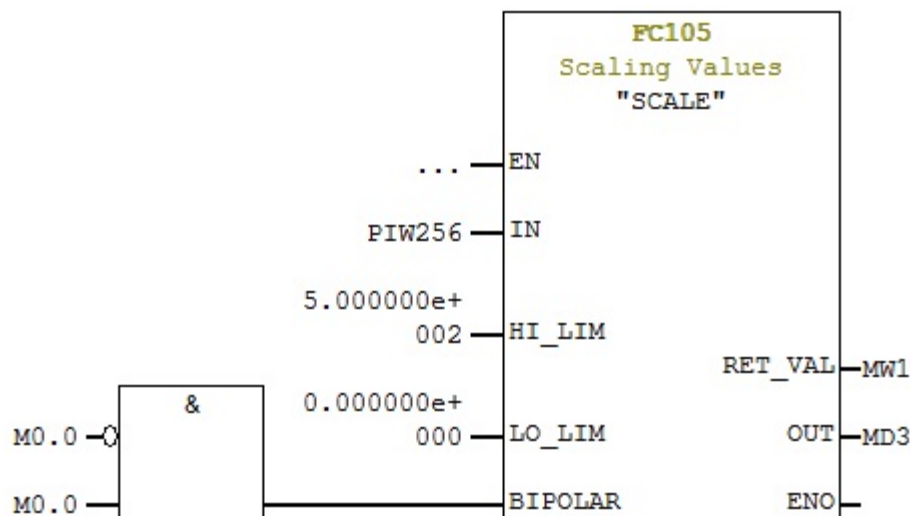 FC105
Scaling Values
"SCALE"
... EN
PIW256 IN
5.000000e+
002 HI_LIM
RET_VAL MW1
& 0.000000e+
M0.0 000 LO_LIM OUT MD3
M0.0 BIPOLAR ENO